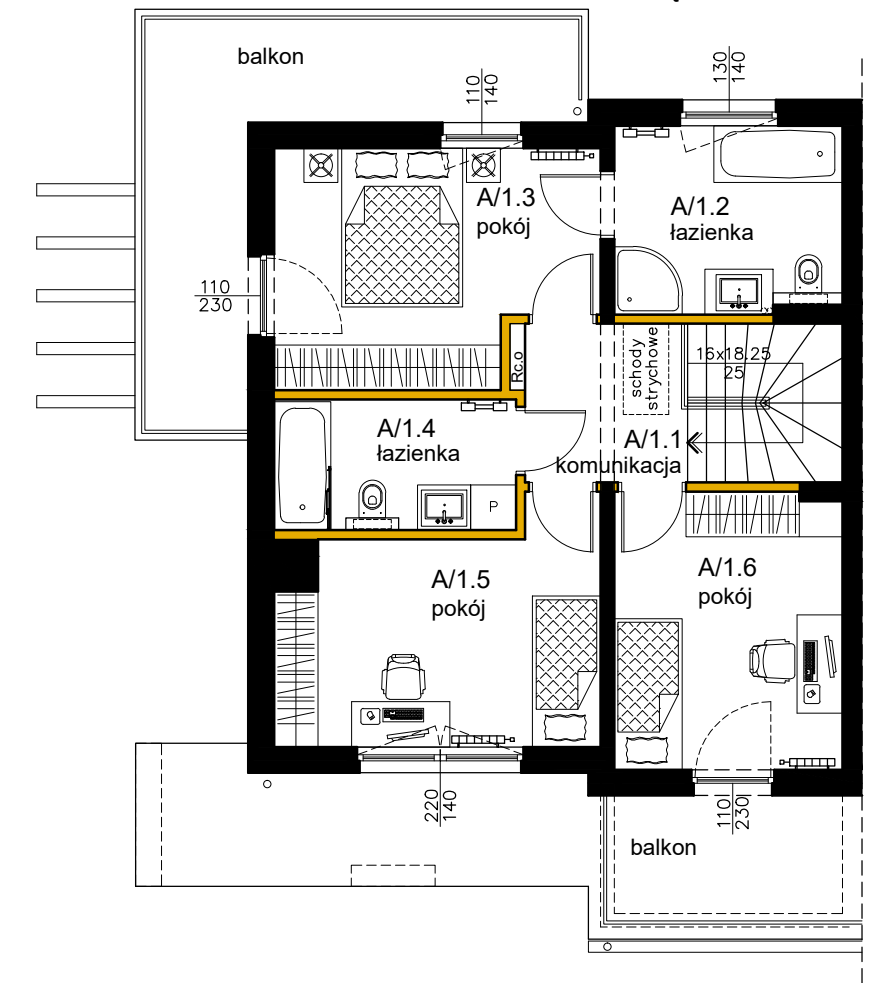 balkon
110
140
130
140
A/1.3
pokój
A/1.2
łazienka
110
230
Rc.o
schody
strychowe
16x18.25
25
A/1.4
łazienka
A/1.1
komunikacja
P
A/1.5
pokój
A/1.6
pokój
220
140
110
230
balkon